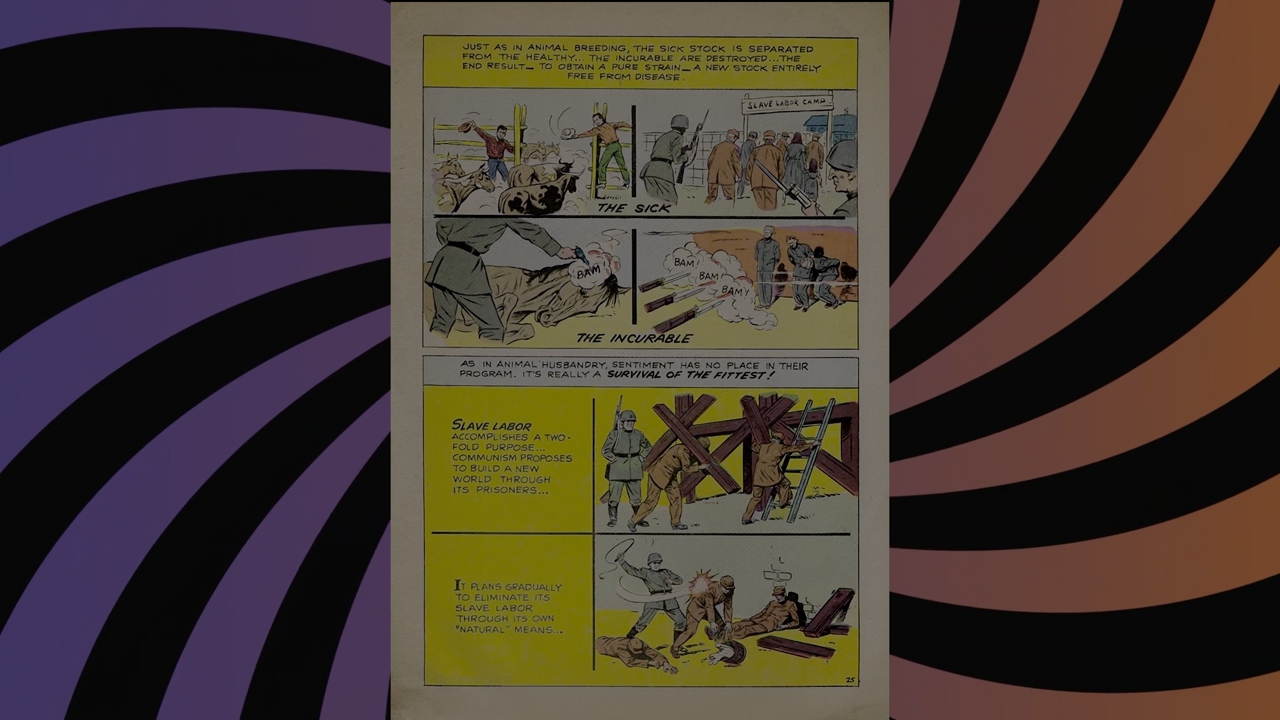 JUST AS IN ANIMAL BREEDING, THE SICK STOCK IS SEPARATED
FROM THE HEALTHY... THE INCURABLE ARE DESTROYED...THE
END RESULT— TO OBTAIN A PURE STRAIN— A NEW STOCK ENTIRELY
FREE FROM DISEASE.
SLAVE LABOR CAMP
THE SICK
BAM!
BAM!
BAM!
BAM!
THE INCURABLE
AS IN ANIMAL HUSBANDRY, SENTIMENT HAS NO PLACE IN THEIR
PROGRAM. IT'S REALLY A SURVIVAL OF THE FITTEST!
SLAVE LABOR
ACCOMPLISHES A TWO-
FOLD PURPOSE...
COMMUNISM PROPOSES
TO BUILD A NEW
WORLD THROUGH
ITS PRISONERS...
IT PLANS GRADUALLY
TO ELIMINATE ITS
SLAVE LABOR
THROUGH ITS OWN
"NATURAL" MEANS...
25